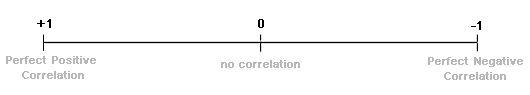 +1 0 -1
Perfect Positive no correlation Perfect Negative
Correlation Correlation